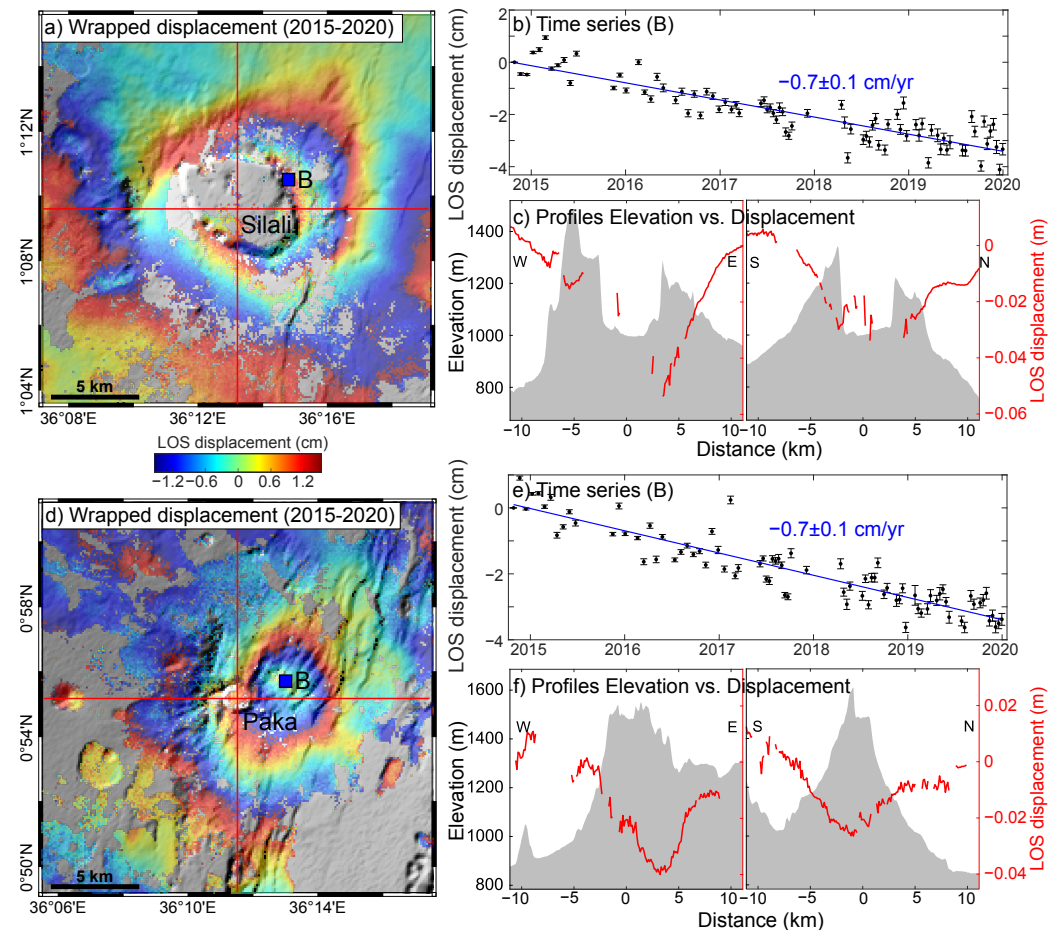 a) Wrapped displacement (2015-2020)
B
Silali
1°12'N
1°08'N
1°04'N
5 km
36°08'E 36°12'E 36°16'E
b) Time series (B)
−0.7±0.1 cm/yr
LOS displacement (cm)
2
0
−2
−4
2015 2016 2017 2018 2019 2020
c) Profiles Elevation vs. Displacement
W E S N
Elevation (m)
1400
1200
1000
800
LOS displacement (m)
0
−0.02
−0.04
−0.06
−10 −5 0 5 10 −10 −5 0 5 10
Distance (km)
LOS displacement (cm)
−1.2 −0.6 0 0.6 1.2
d) Wrapped displacement (2015-2020)
B
Paka
0°58'N
0°54'N
0°50'N
5 km
36°06'E 36°10'E 36°14'E
e) Time series (B)
−0.7±0.1 cm/yr
LOS displacement (cm)
0
−2
−4
2015 2016 2017 2018 2019 2020
f) Profiles Elevation vs. Displacement
W E S N
Elevation (m)
1600
1400
1200
1000
800
LOS displacement (m)
0.02
0
−0.02
−0.04
−10 −5 0 5 10 −10 −5 0 5 10
Distance (km)